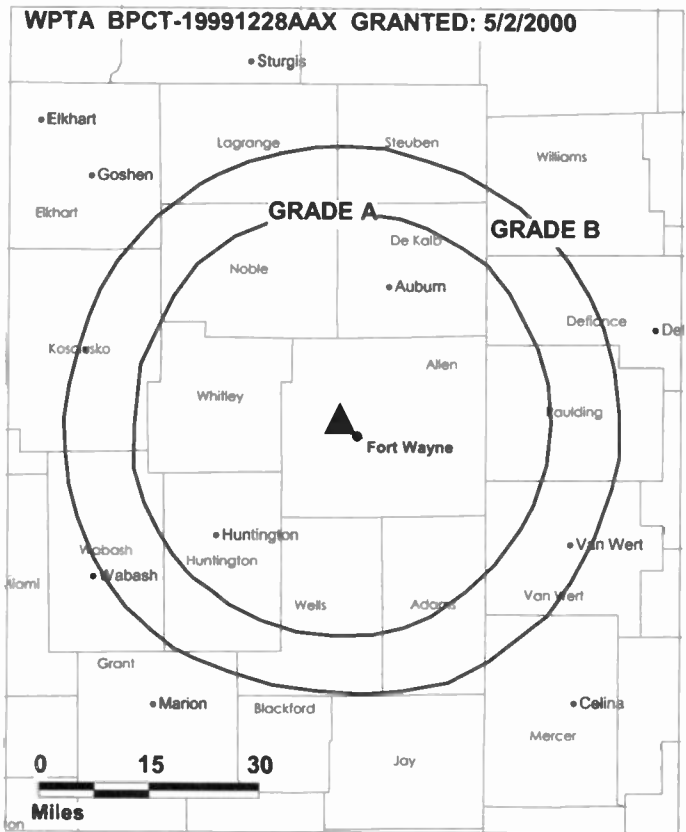 WPTA BPCT-19991228AAX GRANTED: 5/2/2000
Sturgis
Elkhart
Lagrange
Steuben
Williams
Goshen
Elkhart
GRADE A
GRADE B
De Kalb
Noble
Auburn
Defiance
Def
Kosciusko
Allen
Whitley
Paulding
Fort Wayne
Huntington
Van Wert
Wabash
Huntington
Wabash
Miami
Van Wert
Wells
Adams
Grant
Marion
Blackford
Celina
Mercer
Jay
0 15 30
Miles